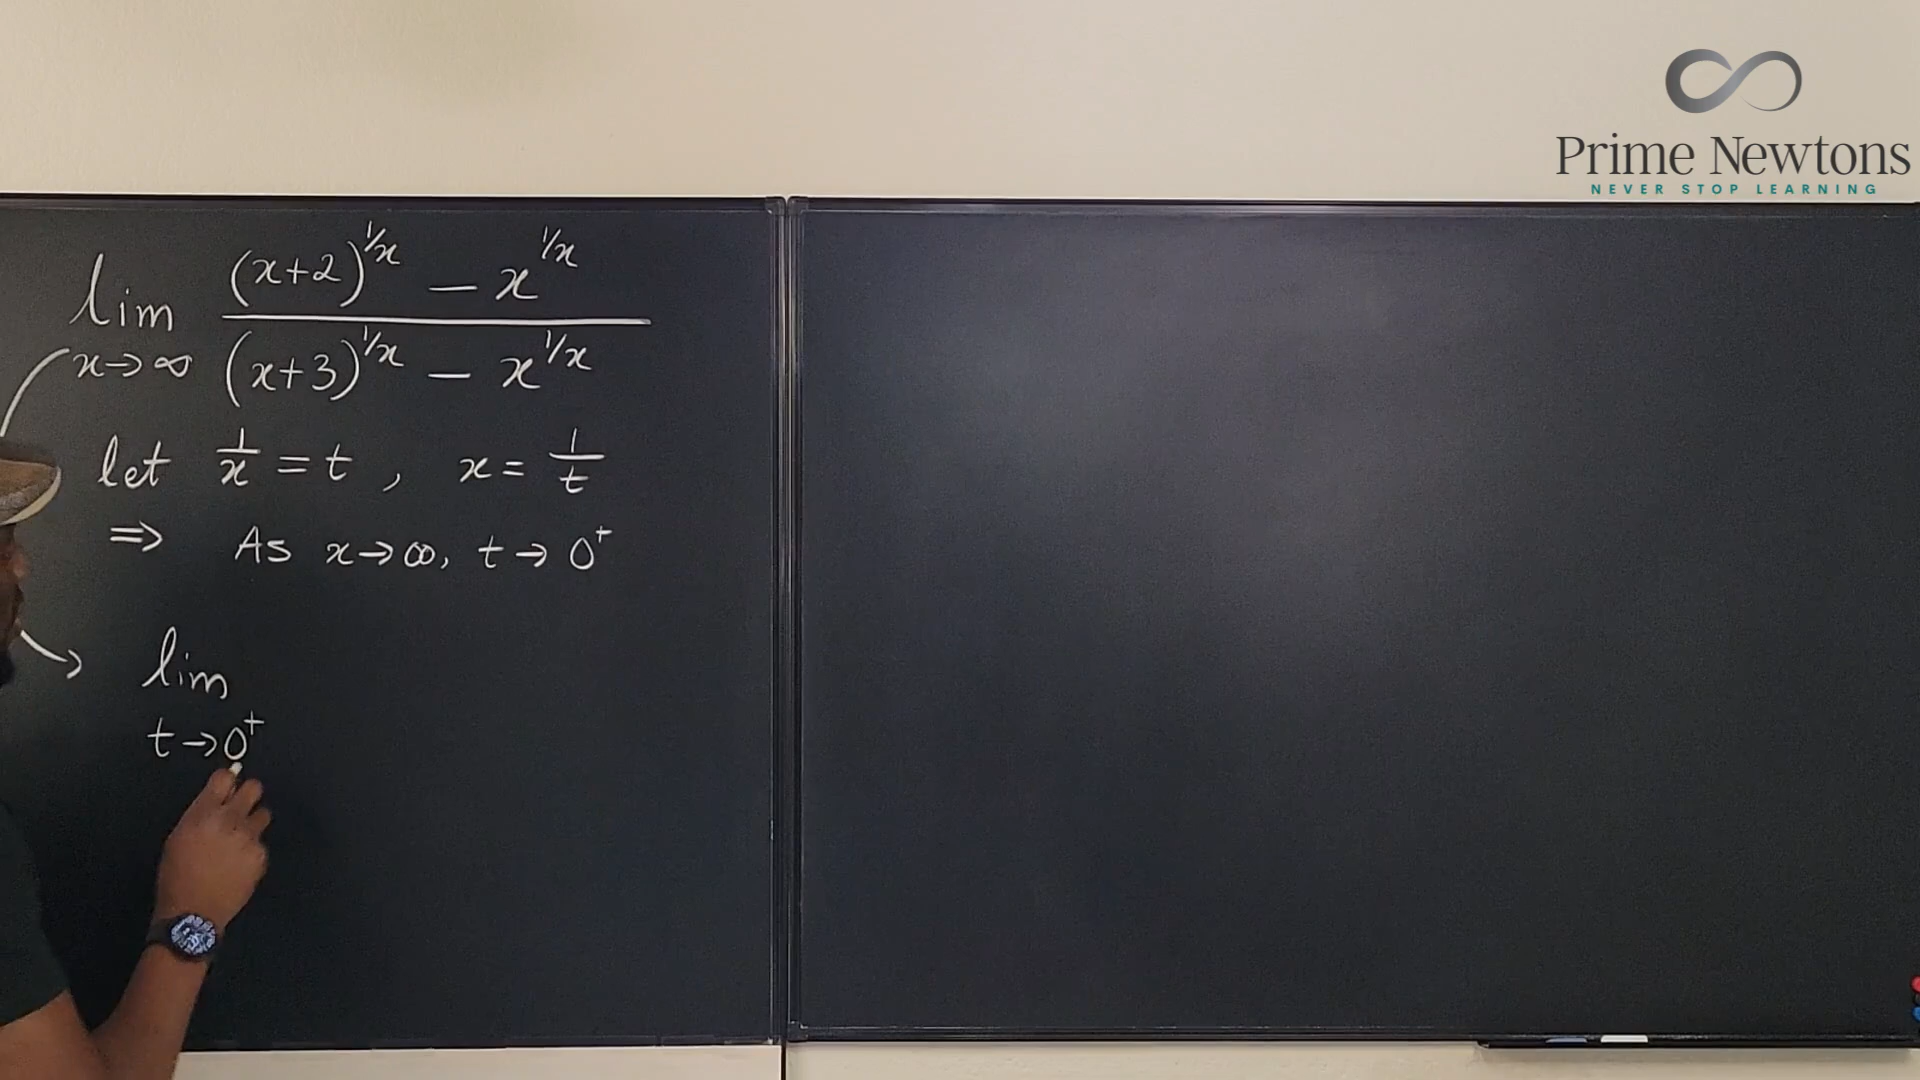 Prime Newtons
NEVER STOP LEARNING
lim x→∞ ((x+2)^(1/x) − x^(1/x)) / ((x+3)^(1/x) − x^(1/x))
let 1/x = t , x = 1/t
⇒ As x→∞, t→0⁺
lim t→0⁺